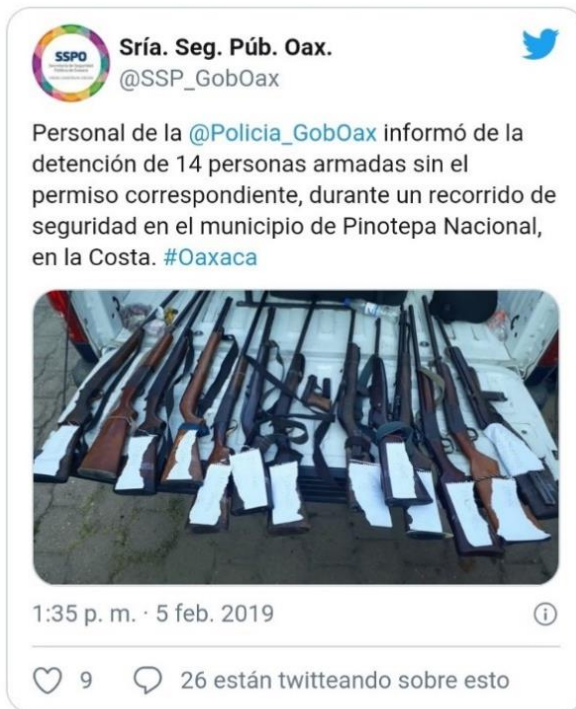 SSPO
Sría. Seg. Púb. Oax.
@SSP_GobOax
Personal de la @Policia_GobOax informó de la
detención de 14 personas armadas sin el
permiso correspondiente, durante un recorrido de
seguridad en el municipio de Pinotepa Nacional,
en la Costa. #Oaxaca
1:35 p. m. · 5 feb. 2019
9
26 están twitteando sobre esto